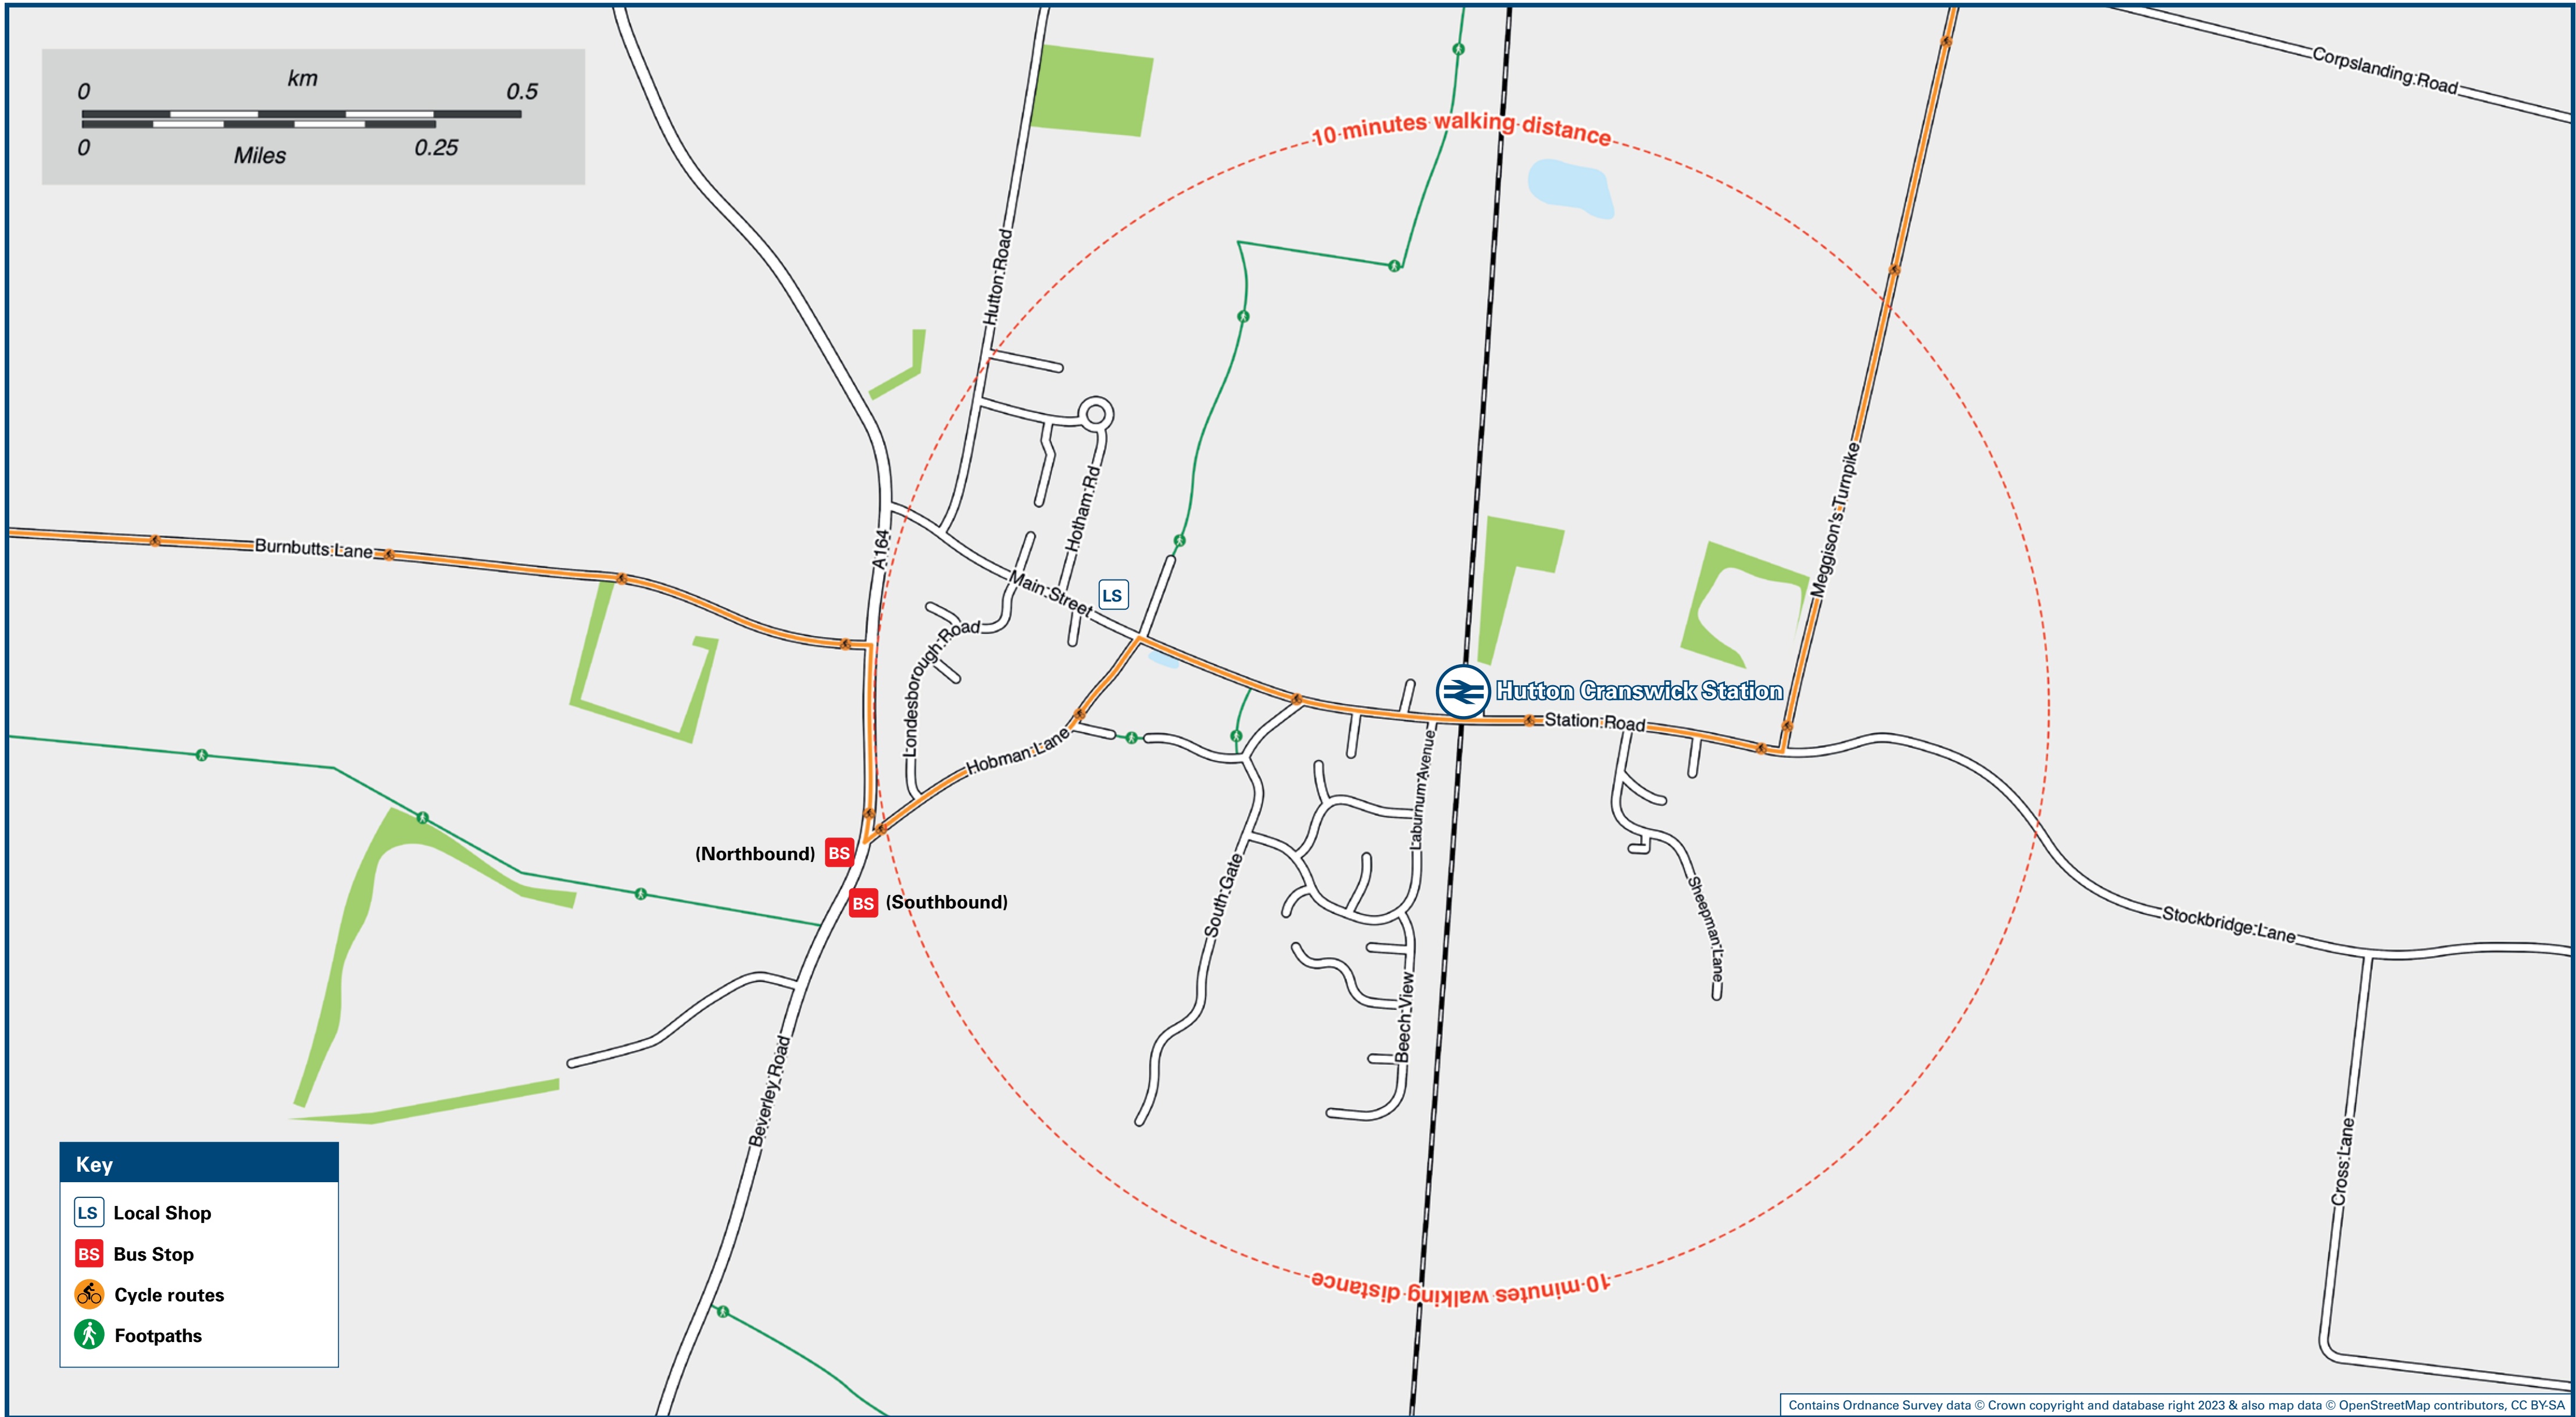 km
0 0.5
0 0.25
Miles
Corpslanding Road
10 minutes walking distance
Hutton Road
Meggison's Turnpike
Hotham Rd
A164
Burnbutts Lane
Main Street
LS
Londesborough Road
Hutton Cranswick Station
Station Road
Hobman Lane
Laburnum Avenue
(Northbound) BS
BS (Southbound)
South Gate
Sheepman Lane
Stockbridge Lane
Beech View
Beverley Road
Cross Lane
10 minutes walking distance
Key
LS Local Shop
BS Bus Stop
Cycle routes
Footpaths
Contains Ordnance Survey data © Crown copyright and database right 2023 & also map data © OpenStreetMap contributors, CC BY-SA